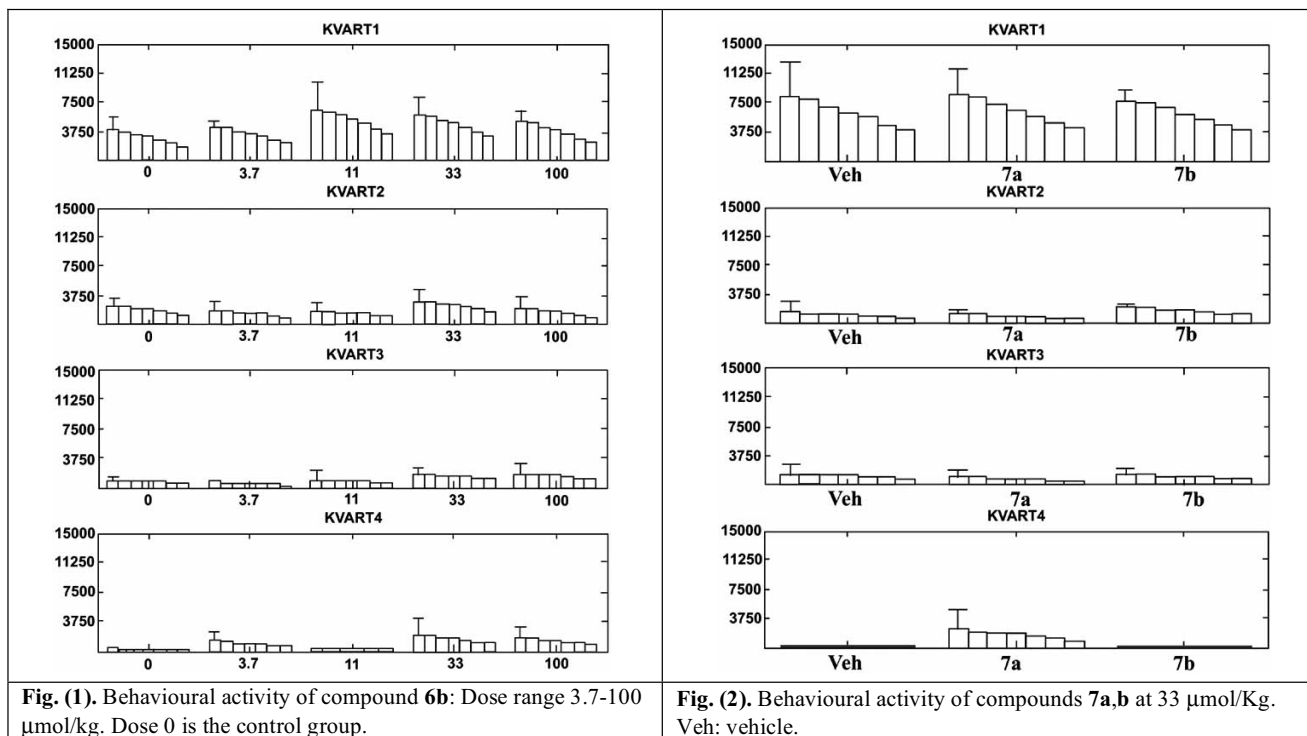 KVART1
15000
11250
7500
3750
0 3.7 11 33 100
KVART2
15000
11250
7500
3750
0 3.7 11 33 100
KVART3
15000
11250
7500
3750
0 3.7 11 33 100
KVART4
15000
11250
7500
3750
0 3.7 11 33 100
Fig. (1). Behavioural activity of compound 6b: Dose range 3.7-100
μmol/kg. Dose 0 is the control group.
KVART1
15000
11250
7500
3750
Veh 7a 7b
KVART2
15000
11250
7500
3750
Veh 7a 7b
KVART3
15000
11250
7500
3750
Veh 7a 7b
KVART4
15000
11250
7500
3750
Veh 7a 7b
Fig. (2). Behavioural activity of compounds 7a,b at 33 μmol/Kg.
Veh: vehicle.